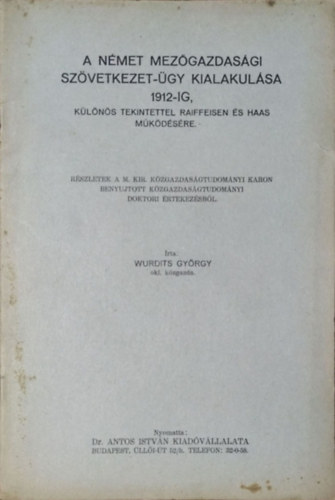 A NÉMET MEZŐGAZDASÁGI
SZÖVETKEZET-ÜGY KIALAKULÁSA
1912-IG,
KÜLÖNÖS TEKINTETTEL RAIFFEISEN ÉS HAAS
MŰKÖDÉSÉRE.
RÉSZLETEK A M. KIR. KÖZGAZDASÁGTUDOMÁNYI KARON
BENYUJTOTT KÖZGAZDASÁGTUDOMÁNYI
DOKTORI ÉRTEKEZÉSBŐL.
Irta:
WURDITS GYÖRGY
okl. közgazda.
Nyomatta:
Dr. ANTOS ISTVÁN KIADÓVÁLLALATA
BUDAPEST, ÜLLŐI-ÚT
TELEFON: